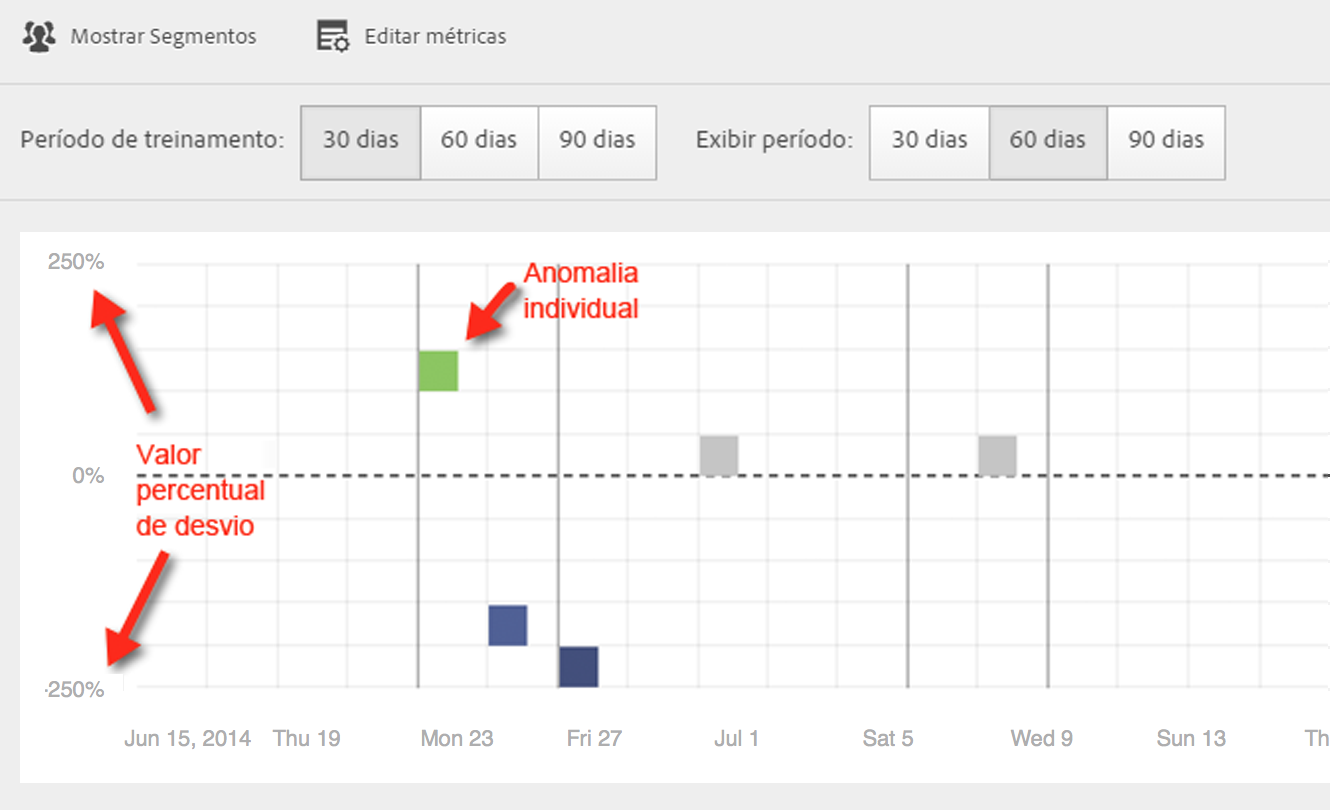 Mostrar Segmentos Editar métricas
Período de treinamento: 30 dias 60 dias 90 dias Exibir período: 30 dias 60 dias 90 dias
250%
Anomalia
individual
Valor
0%
percentual
de desvio
-250%
Jun 15, 2014 Thu 19 Mon 23 Fri 27 Jul 1 Sat 5 Wed 9 Sun 13 Th